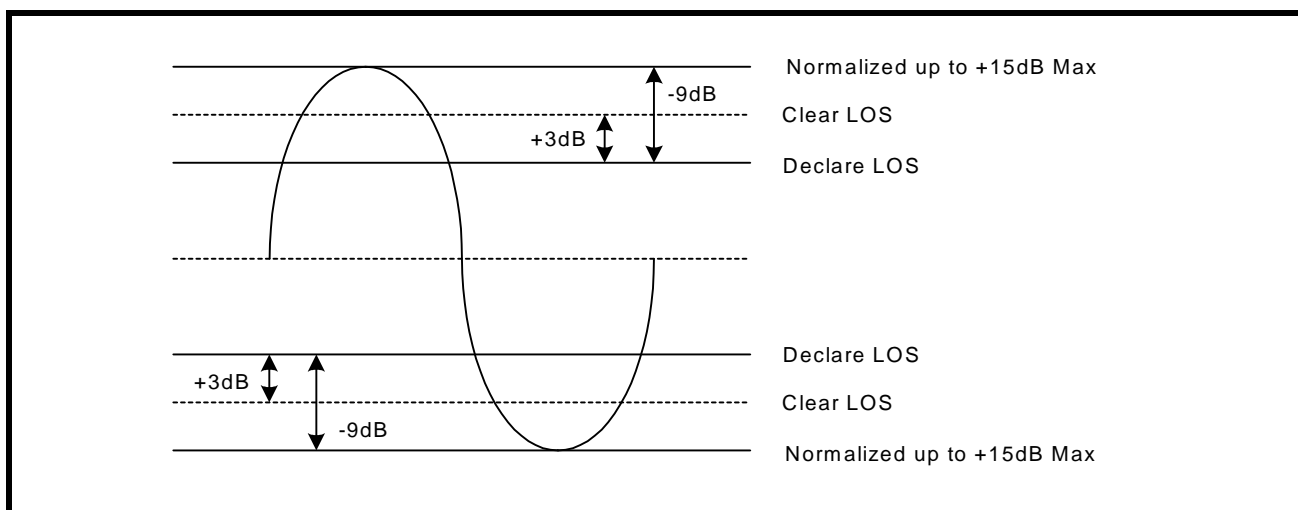 Normalized up to +15dB Max
-9dB
Clear LOS
+3dB
Declare LOS
Declare LOS
+3dB
Clear LOS
-9dB
Normalized up to +15dB Max